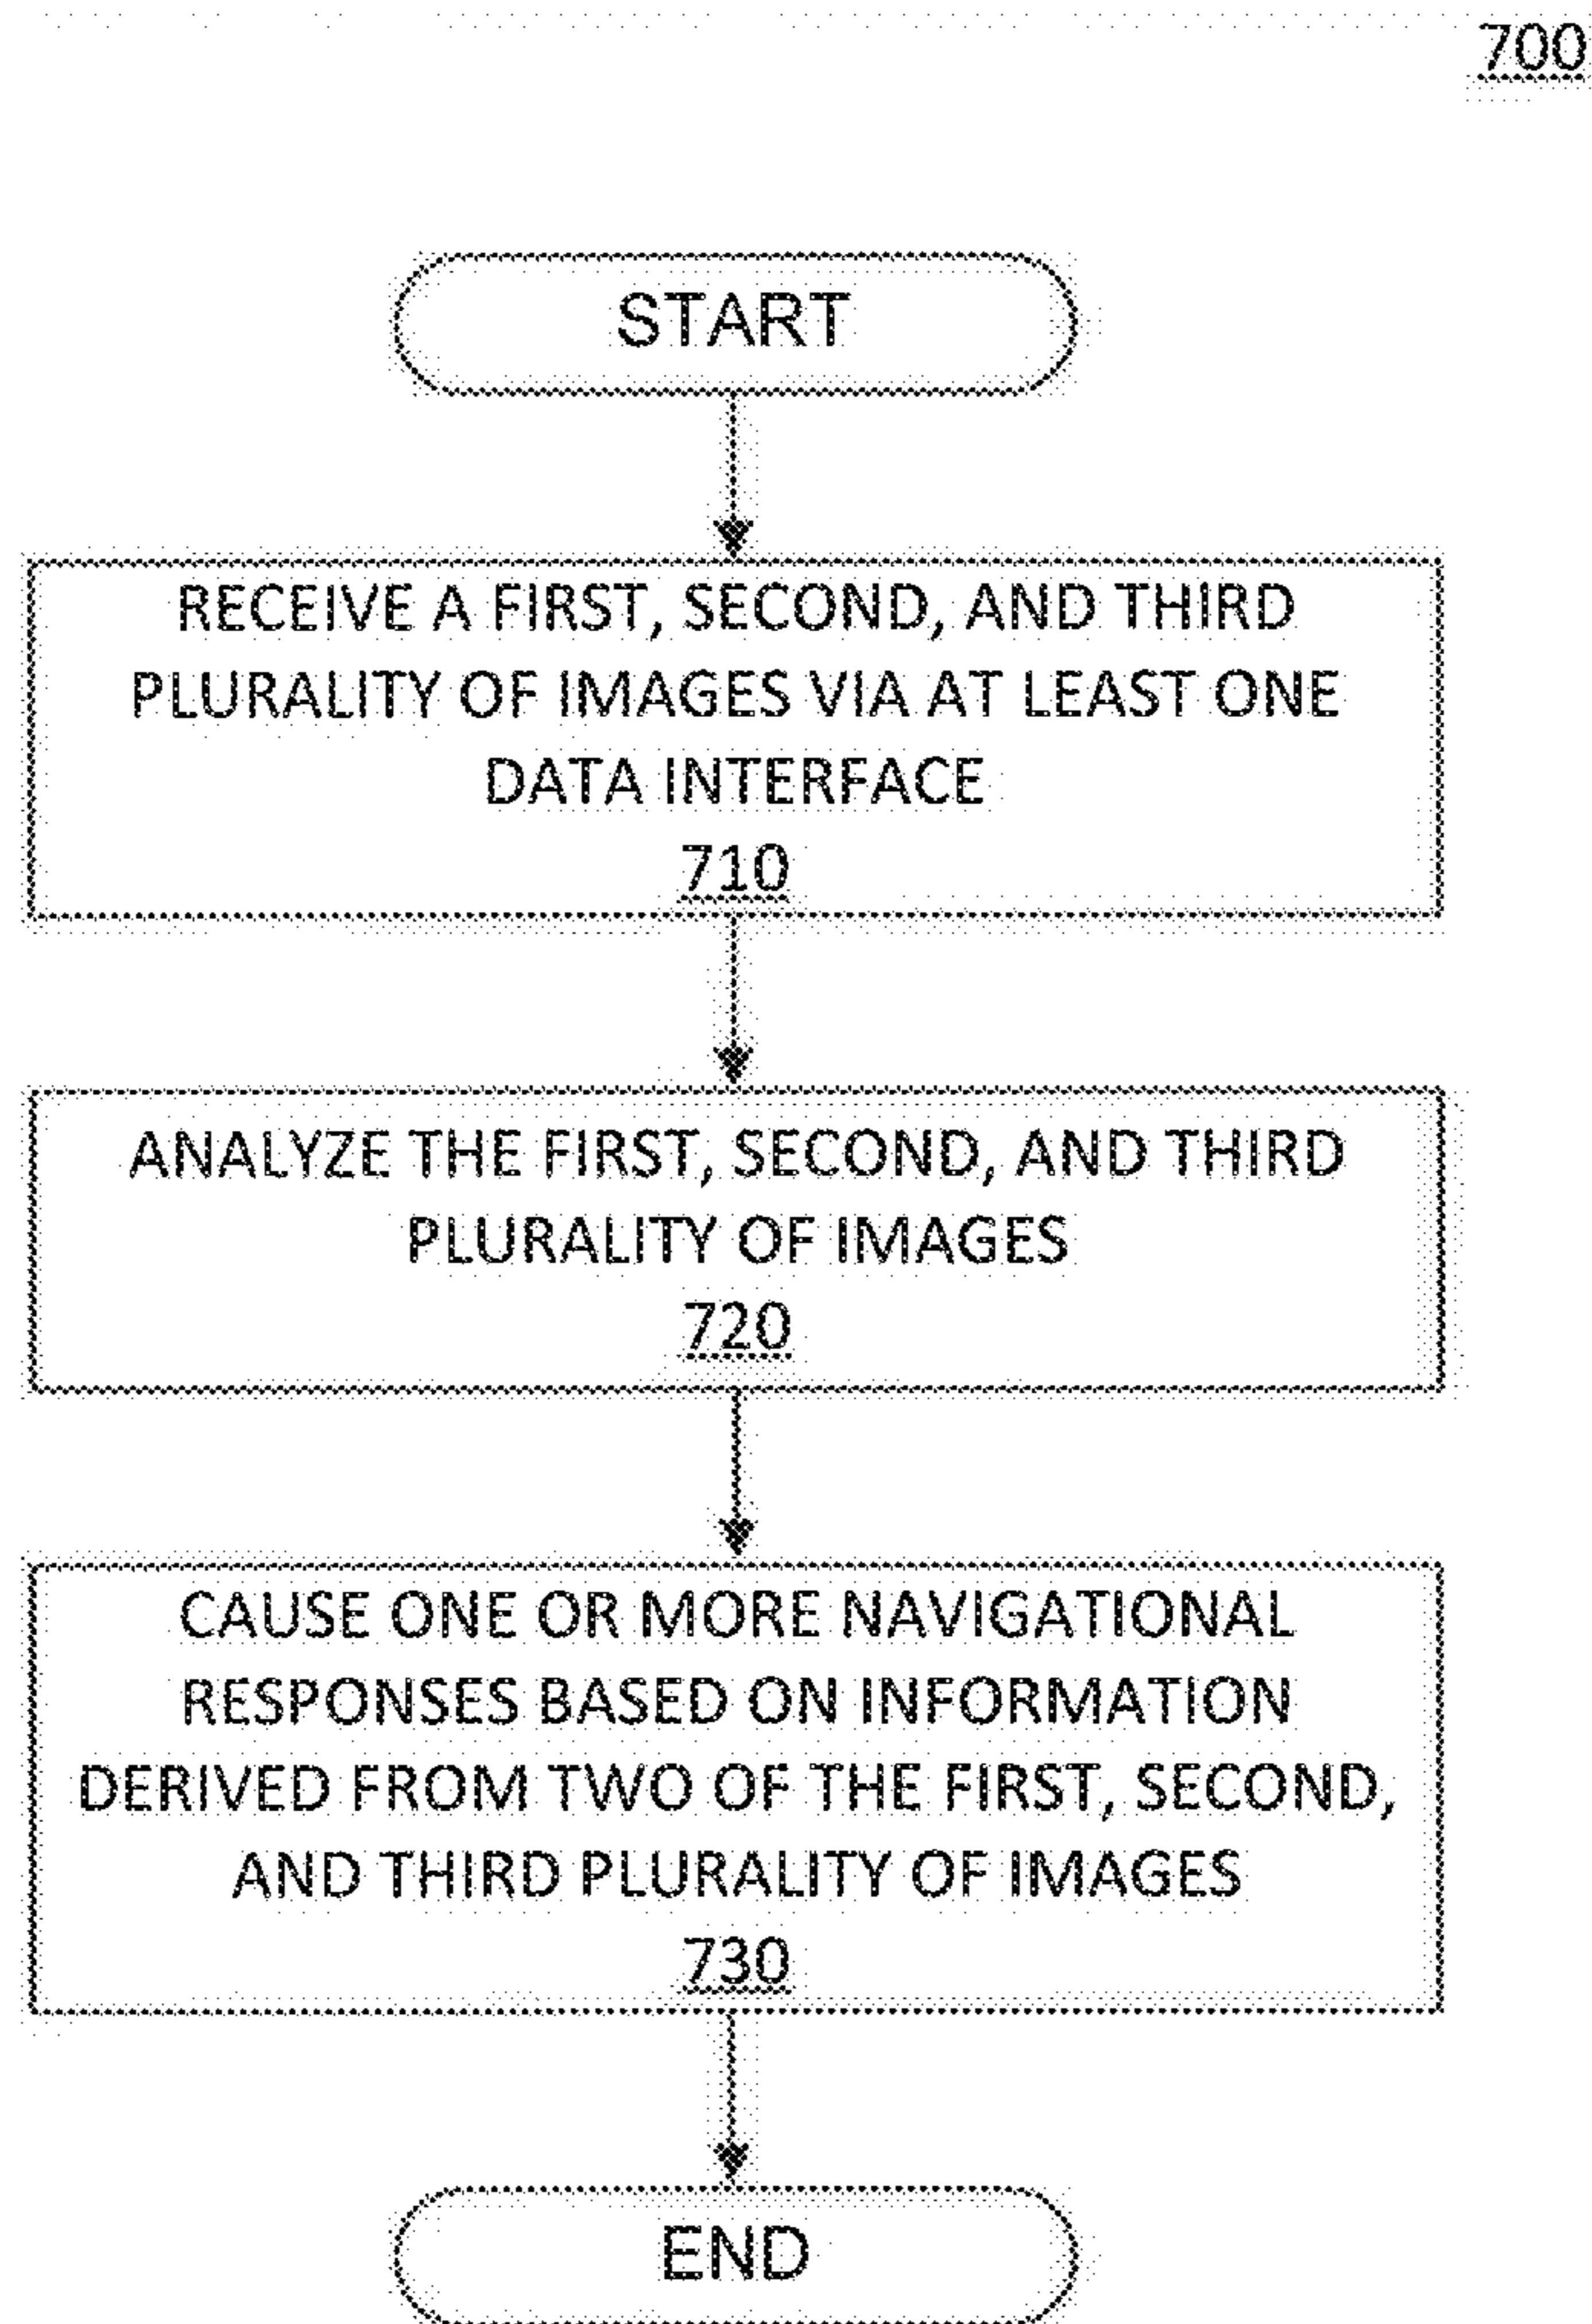 700
START
RECEIVE A FIRST, SECOND, AND THIRD
PLURALITY OF IMAGES VIA AT LEAST ONE
DATA INTERFACE
710
ANALYZE THE FIRST, SECOND, AND THIRD
PLURALITY OF IMAGES
720
CAUSE ONE OR MORE NAVIGATIONAL
RESPONSES BASED ON INFORMATION
DERIVED FROM TWO OF THE FIRST, SECOND,
AND THIRD PLURALITY OF IMAGES
730
END